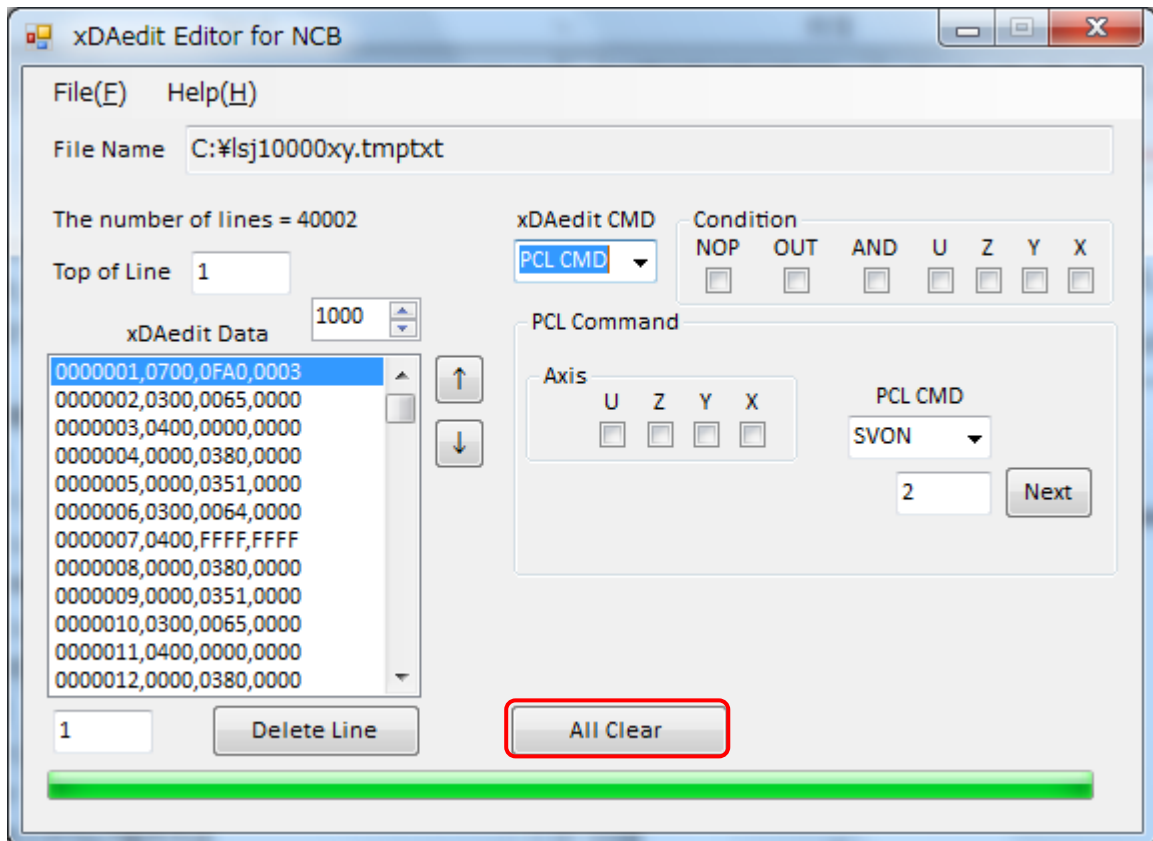 xDAedit Editor for NCB
File(F) Help(H)
File Name C:¥lsj10000xy.tmptxt
The number of lines = 40002
Top of Line 1
xDAedit Data 1000
0000001,0700,0FA0,0003
0000002,0300,0065,0000
0000003,0400,0000,0000
0000004,0000,0380,0000
0000005,0000,0351,0000
0000006,0300,0064,0000
0000007,0400,FFFF,FFFF
0000008,0000,0380,0000
0000009,0000,0351,0000
0000010,0300,0065,0000
0000011,0400,0000,0000
0000012,0000,0380,0000
↑
↓
1 Delete Line
xDAedit CMD
PCL CMD
Condition
NOP OUT AND U Z Y X
PCL Command
Axis
U Z Y X
PCL CMD
SVON
2 Next
All Clear